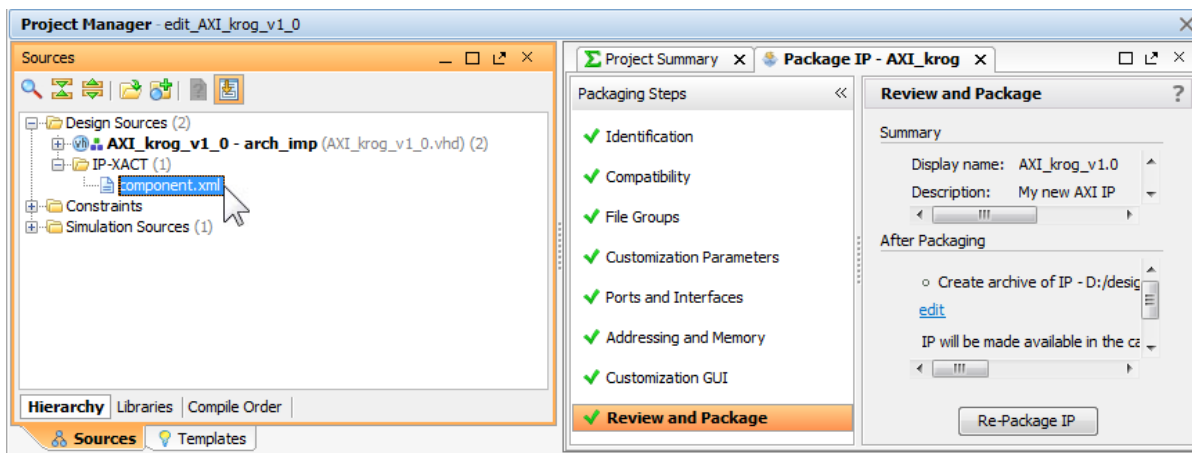 Project Manager - edit_AXI_krog_v1_0
Sources
Design Sources (2)
AXI_krog_v1_0 - arch_imp (AXI_krog_v1_0.vhd) (2)
IP-XACT (1)
component.xml
Constraints
Simulation Sources (1)
Hierarchy Libraries Compile Order
Sources Templates
Project Summary Package IP - AXI_krog
Packaging Steps
Identification
Compatibility
File Groups
Customization Parameters
Ports and Interfaces
Addressing and Memory
Customization GUI
Review and Package
Review and Package ?
Summary
Display name: AXI_krog_v1.0
Description: My new AXI IP
After Packaging
Create archive of IP - D:/desig
edit
IP will be made available in the ca
Re-Package IP